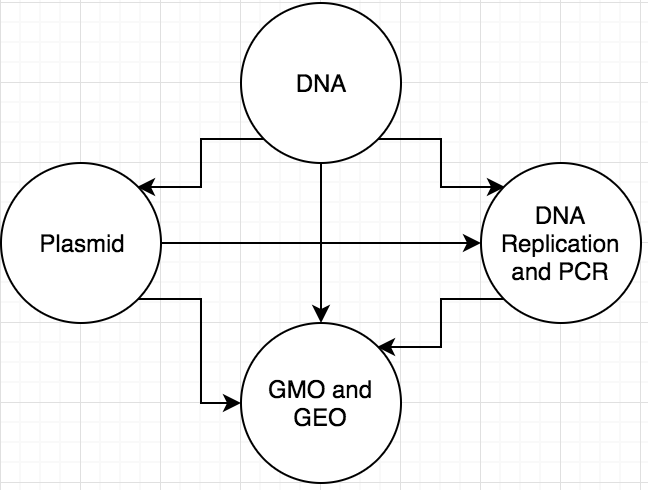 DNA
Plasmid
DNA
Replication
and PCR
GMO and
GEO